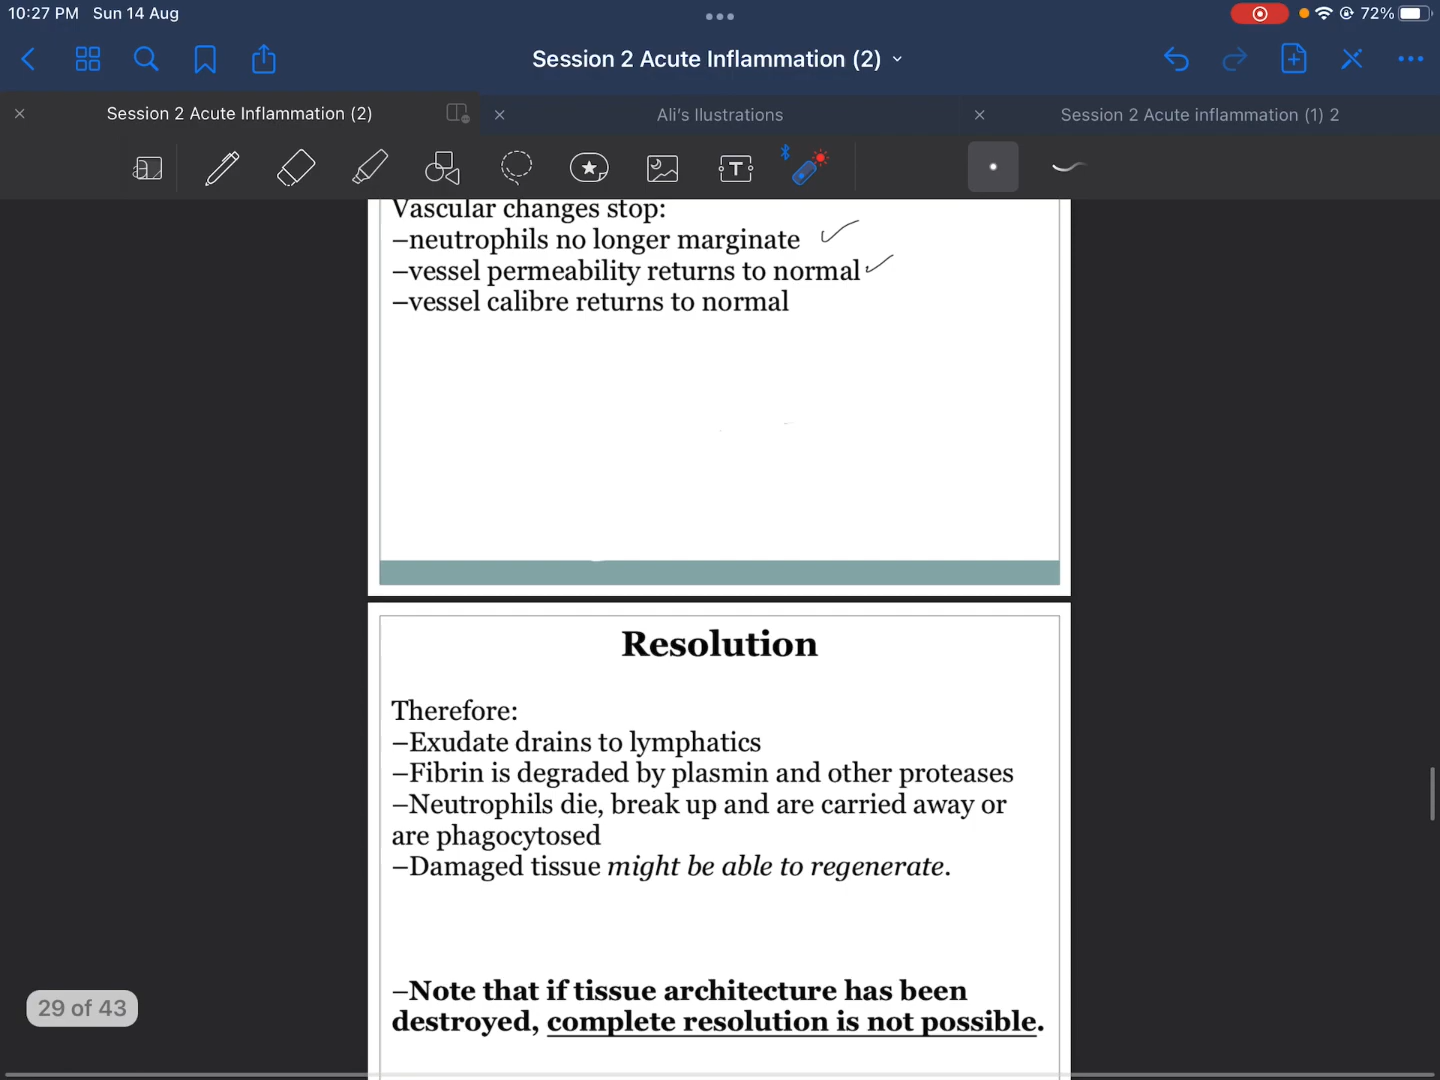 10:27 PM Sun 14 Aug
72%
Session 2 Acute Inflammation (2)
Session 2 Acute Inflammation (2)
Ali's Ilustrations
Session 2 Acute inflammation (1) 2
a
T
Vascular changes stop:
–neutrophils no longer marginate
–vessel permeability returns to normal
–vessel calibre returns to normal
Resolution
Therefore:
–Exudate drains to lymphatics
–Fibrin is degraded by plasmin and other proteases
–Neutrophils die, break up and are carried away or
are phagocytosed
–Damaged tissue might be able to regenerate.
–Note that if tissue architecture has been
destroyed, complete resolution is not possible.
29 of 43